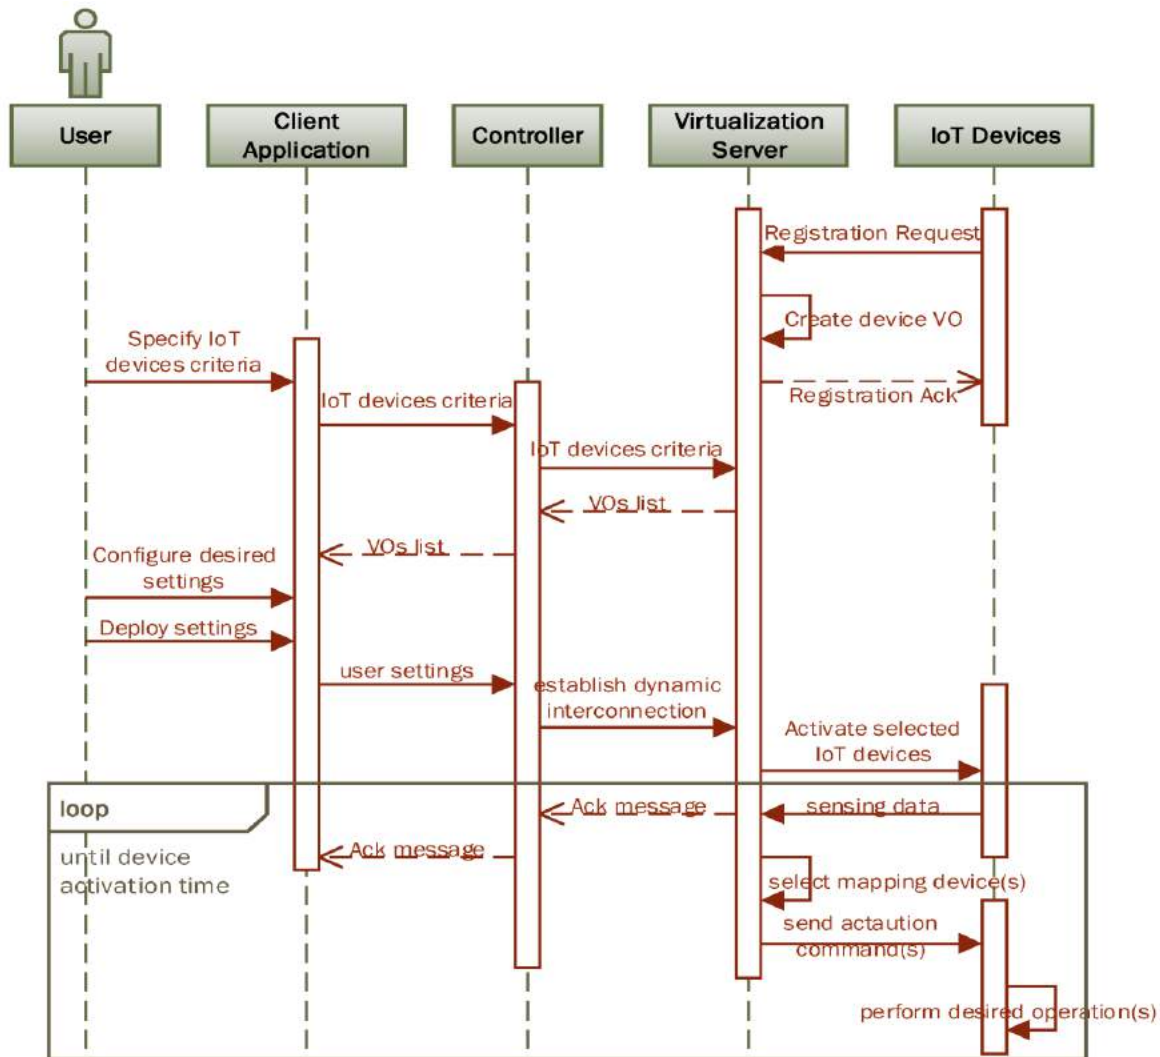 User
Client
Application
Controller
Virtualization
Server
IoT Devices
Registration Request
Create device VO
Specify IoT
devices criteria
Registration Ack
IoT devices criteria
IoT devices criteria
VOs list
VOs list
Configure desired
settings
Deploy settings
user settings
establish dynamic
interconnection
Activate selected
IoT devices
loop
Ack message
sensing data
until device
activation time
Ack message
select mapping device(s)
send actaution
command(s)
perform desired operation(s)